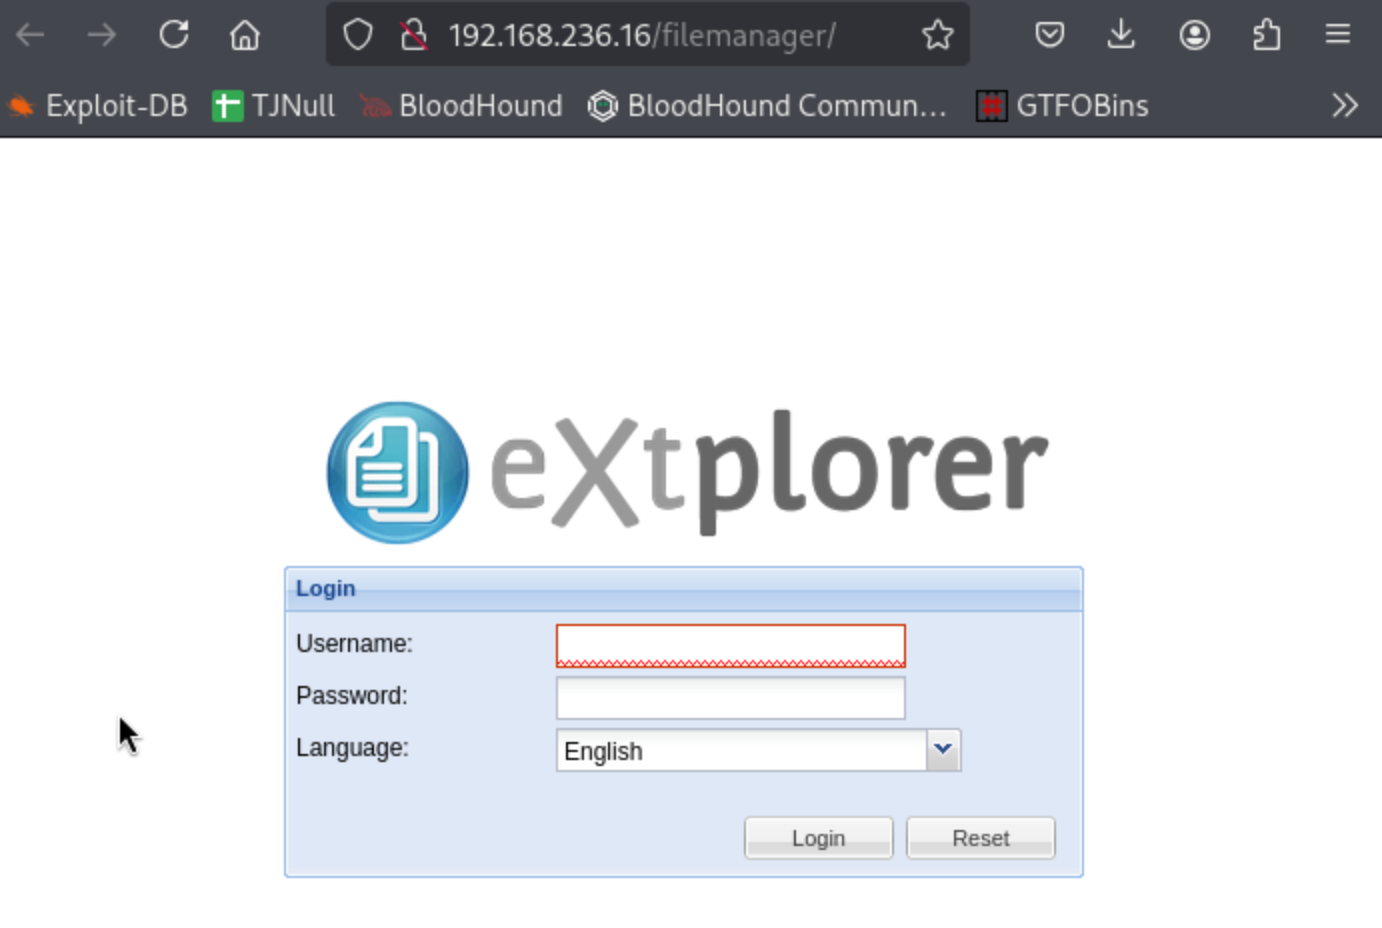 192.168.236.16/filemanager/
Exploit-DB TJNull BloodHound BloodHound Commun... GTFOBins
eXtplorer
Login
Username:
Password:
Language: English
Login Reset